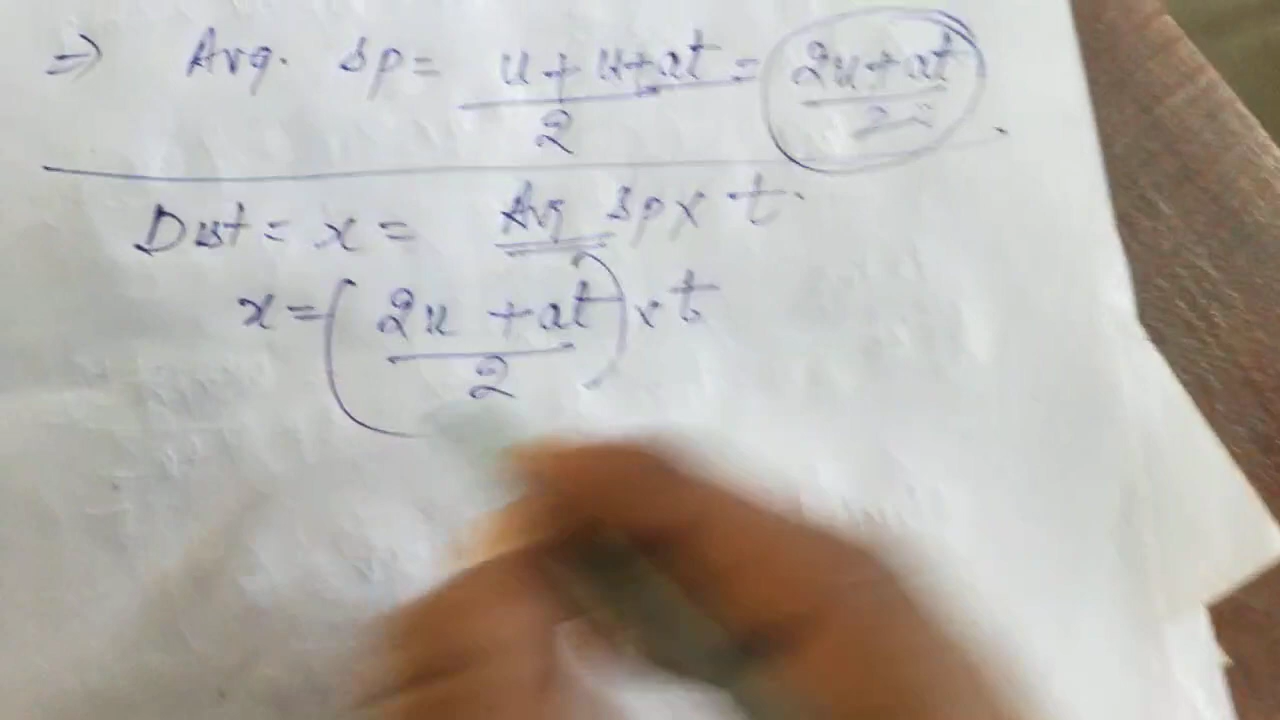 ⇒ Avg. Sp = u + u+at / 2 = 2u+at / 2
Dist = x = Avg Sp x t.
x = (2u + at / 2) x t